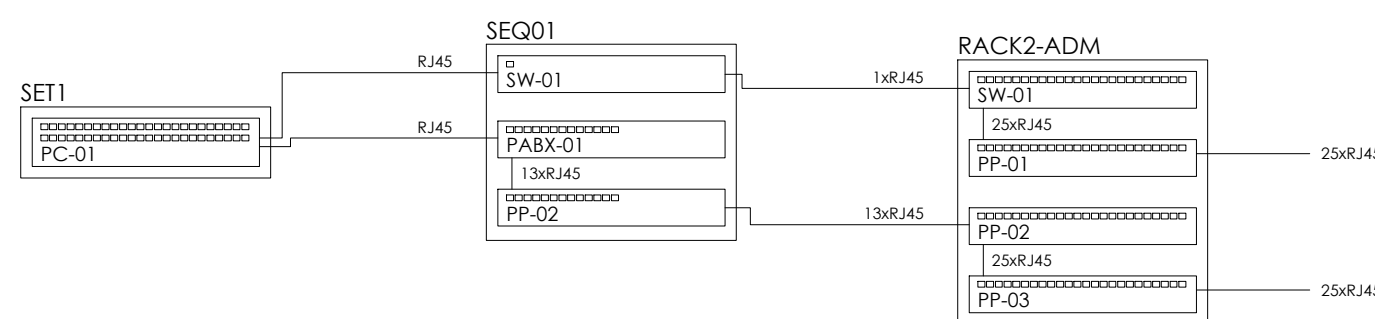 SET1
PC-01
RJ45
RJ45
SEQ01
SW-01
PABX-01
13xRJ45
PP-02
1xRJ45
13xRJ45
RACK2-ADM
SW-01
25xRJ45
PP-01
25xRJ45
PP-02
25xRJ45
PP-03
25xRJ45